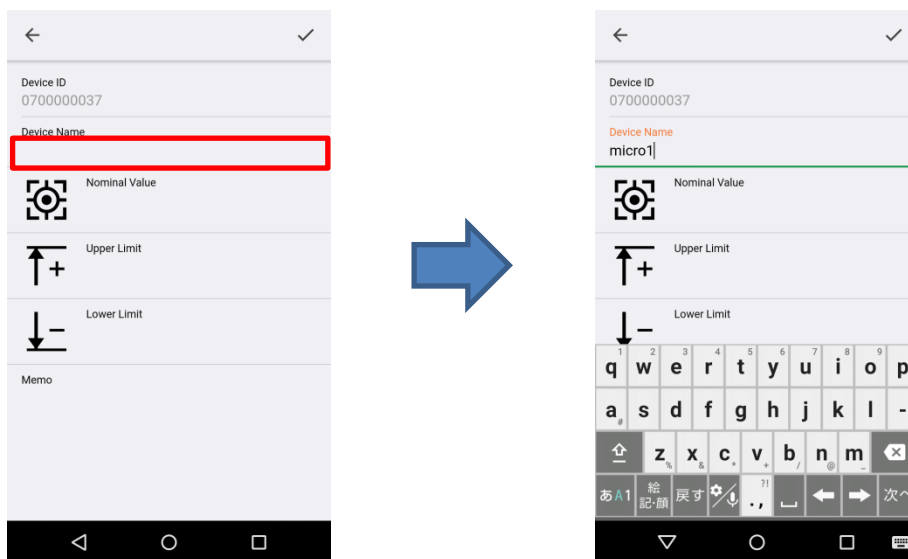 Device ID
0700000037
Device Name
Nominal Value
Upper Limit
Lower Limit
Memo
Device ID
0700000037
Device Name
micro1
Nominal Value
Upper Limit
Lower Limit
1 2 3 4 5 6 7 8 9
q w e r t y u i o p
a # s d f g h j k l -
z % x & c * v + b / n @ m _
あA1 絵記・顔 戻す ?! ., 次へ